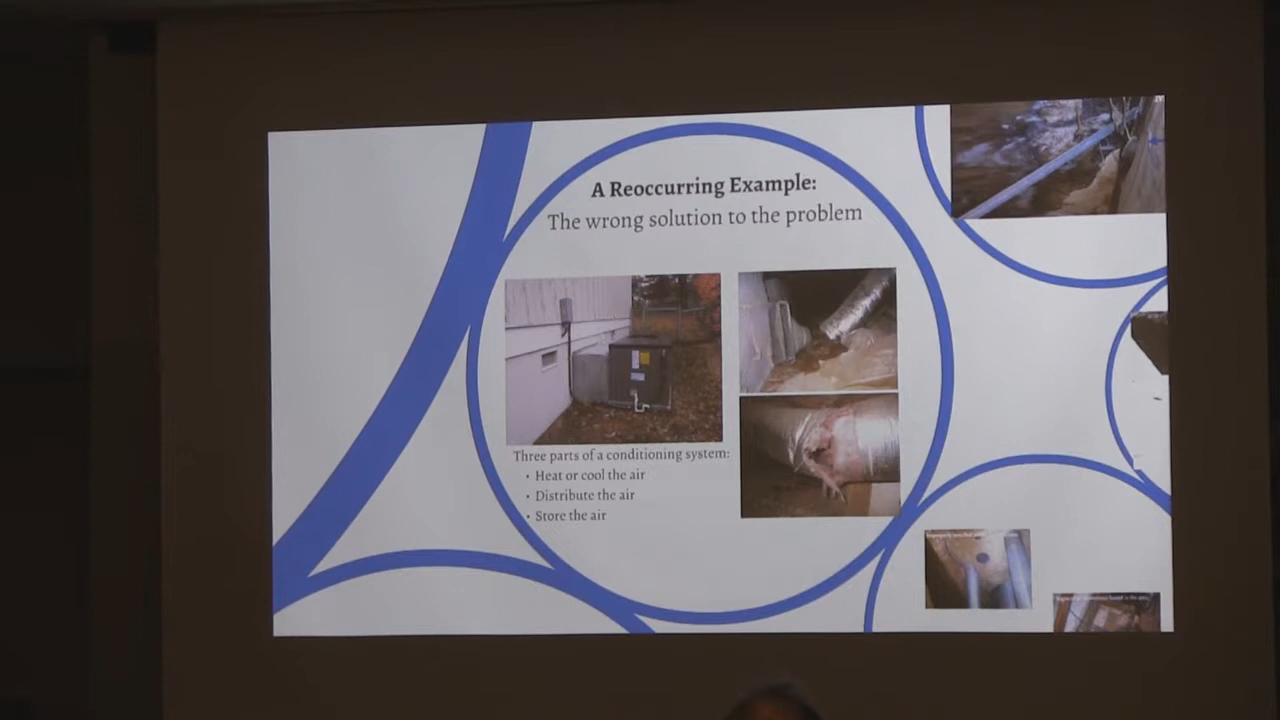 A Reoccurring Example:
The wrong solution to the problem
Three parts of a conditioning system:
• Heat or cool the air
• Distribute the air
• Store the air